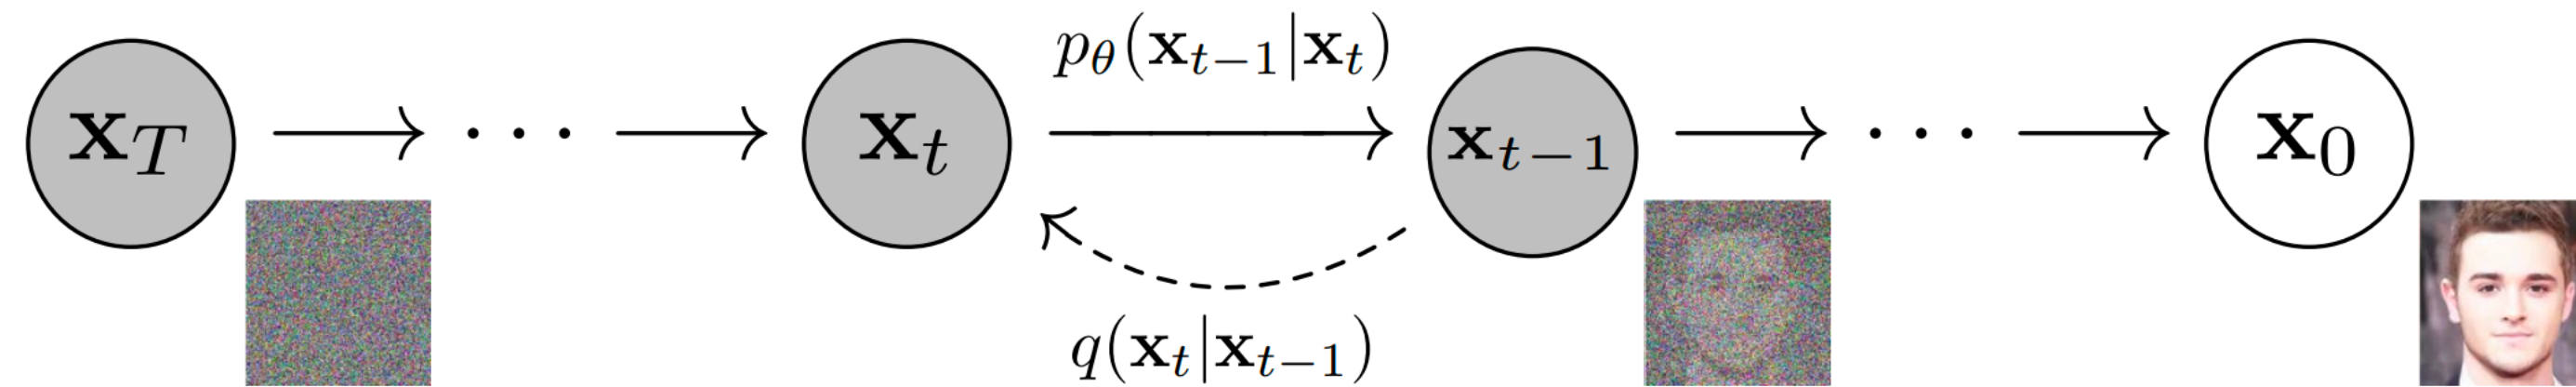 p_θ(x_{t−1}|x_t)
x_T → · · · → x_t → x_{t−1} → · · · → x_0
q(x_t|x_{t−1})